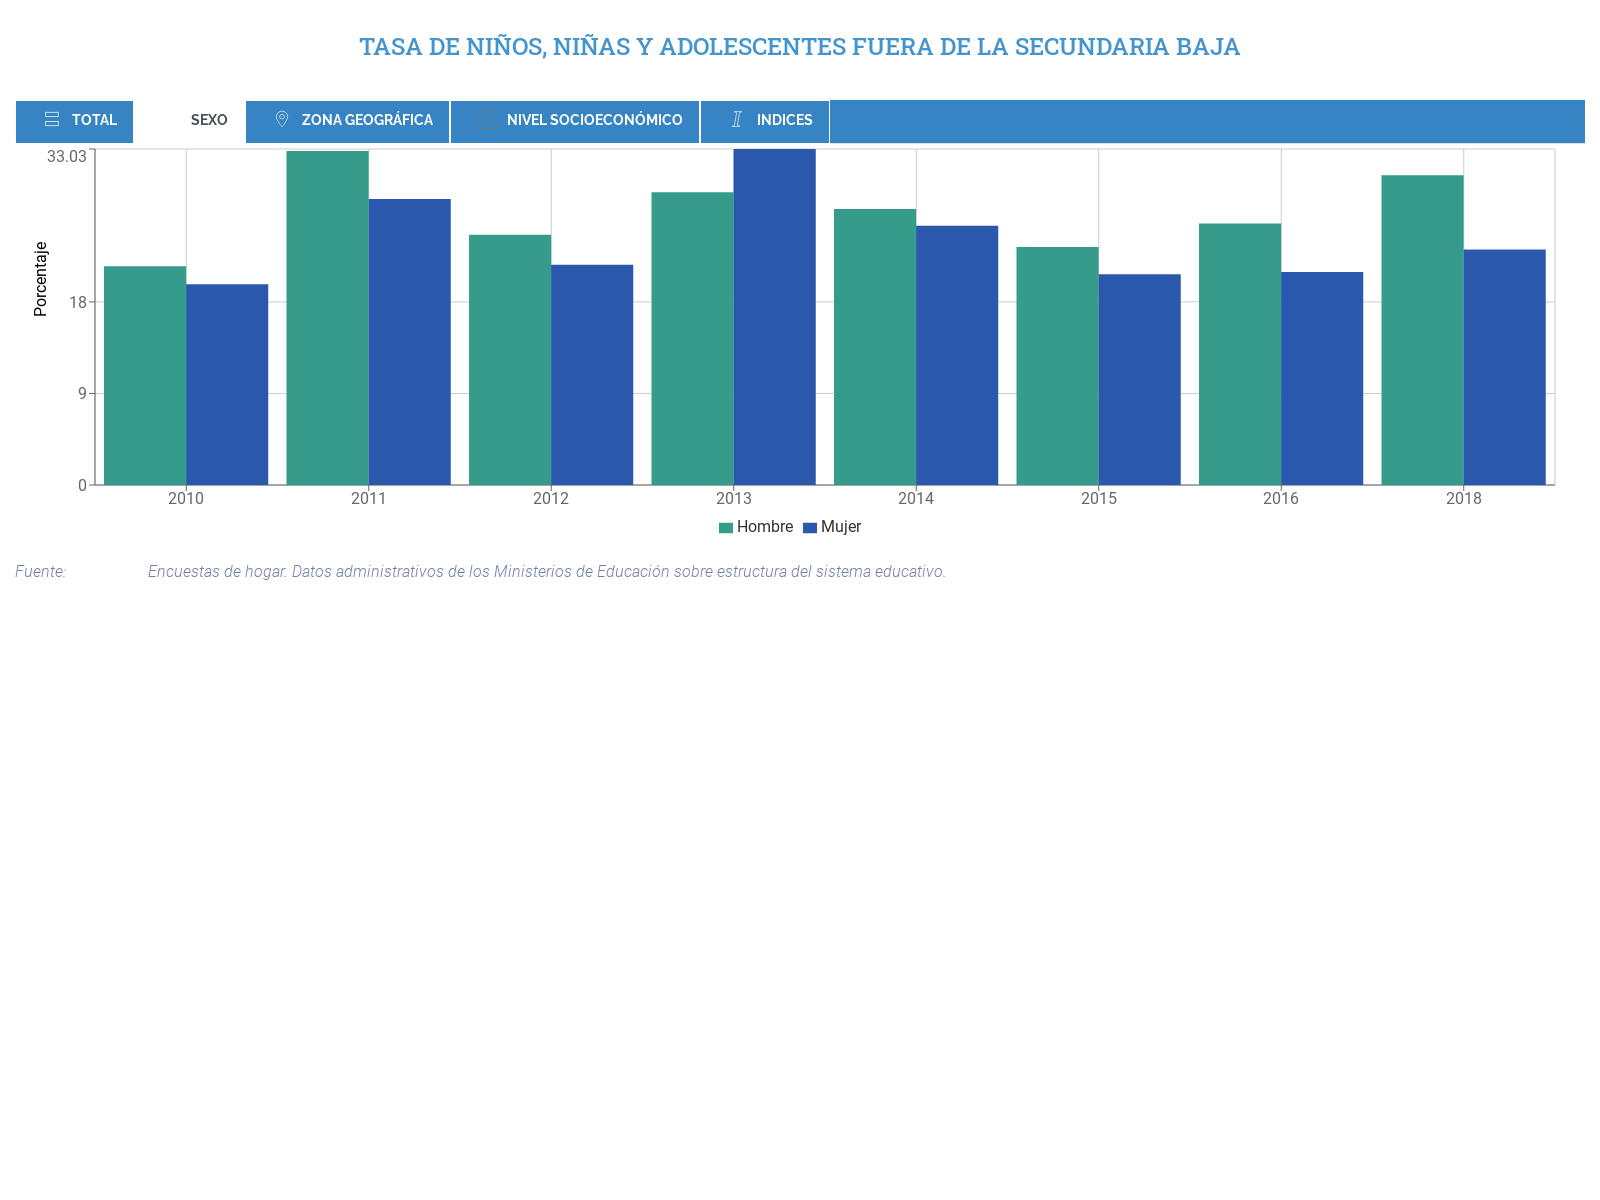 TASA DE NIÑOS, NIÑAS Y ADOLESCENTES FUERA DE LA SECUNDARIA BAJA
TOTAL SEXO ZONA GEOGRÁFICA NIVEL SOCIOECONÓMICO INDICES
33.03
Porcentaje
18
9
0
2010 2011 2012 2013 2014 2015 2016 2018
Hombre Mujer
Fuente: Encuestas de hogar. Datos administrativos de los Ministerios de Educación sobre estructura del sistema educativo.